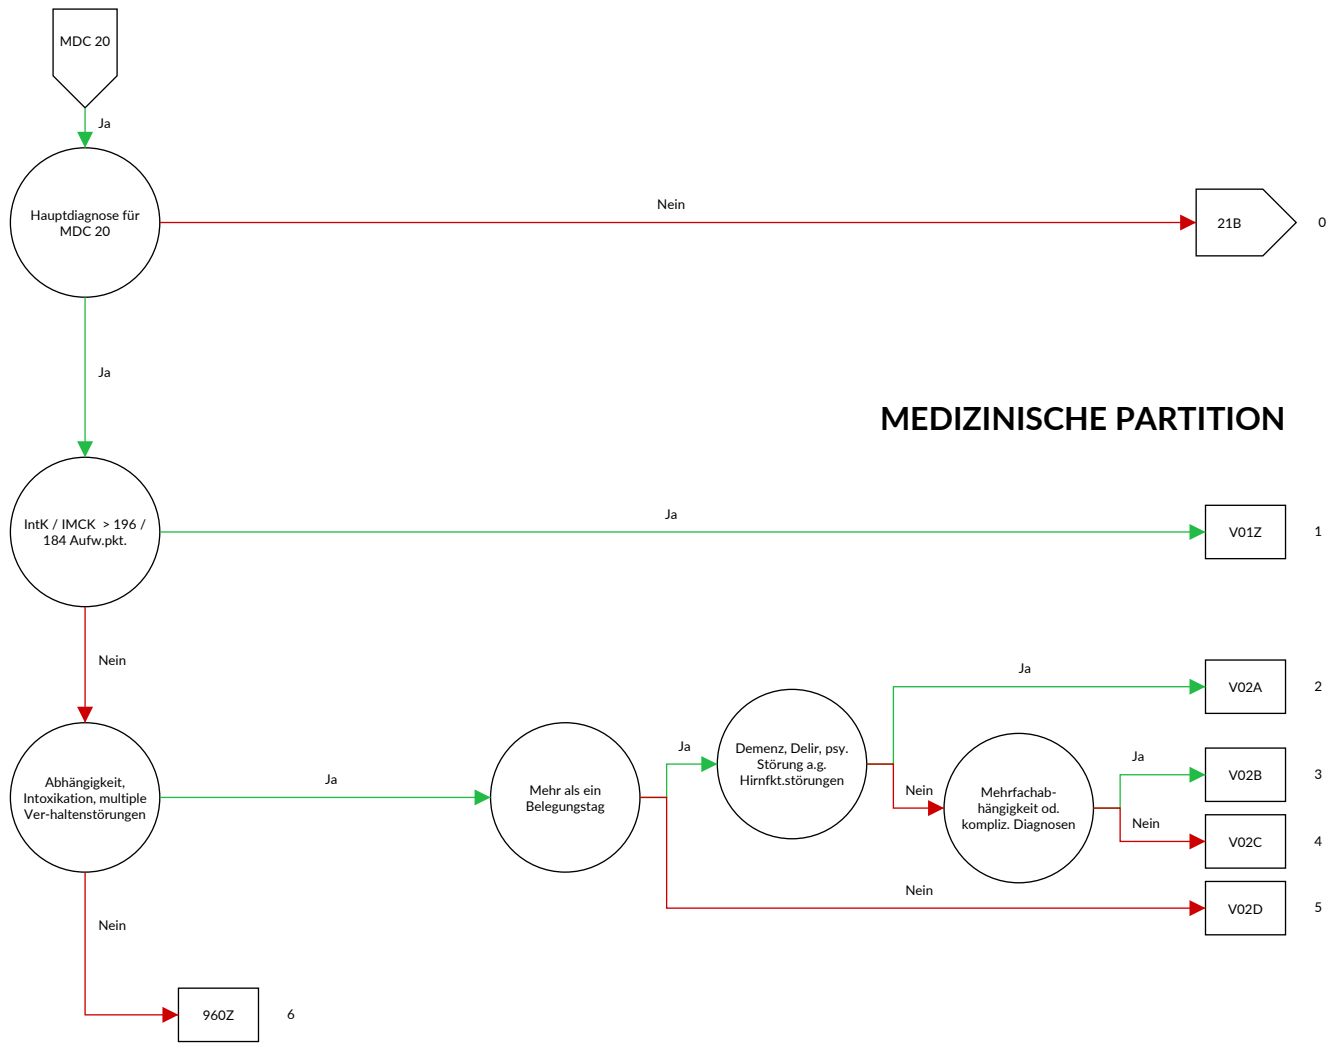 MDC 20
Ja
Hauptdiagnose für
MDC 20
Nein
21B
0
Ja
MEDIZINISCHE PARTITION
IntK / IMCK > 196 /
184 Aufw.pkt.
Ja
V01Z
1
Nein
Abhängigkeit,
Intoxikation, multiple
Ver-haltenstörungen
Ja
Mehr als ein
Belegungstag
Ja
Demenz, Delir, psy.
Störung a.g.
Hirnfkt.störungen
Ja
V02A
2
Nein
Mehrfachab-
hängigkeit od.
kompliz. Diagnosen
Ja
V02B
3
Nein
V02C
4
Nein
V02D
5
Nein
960Z
6